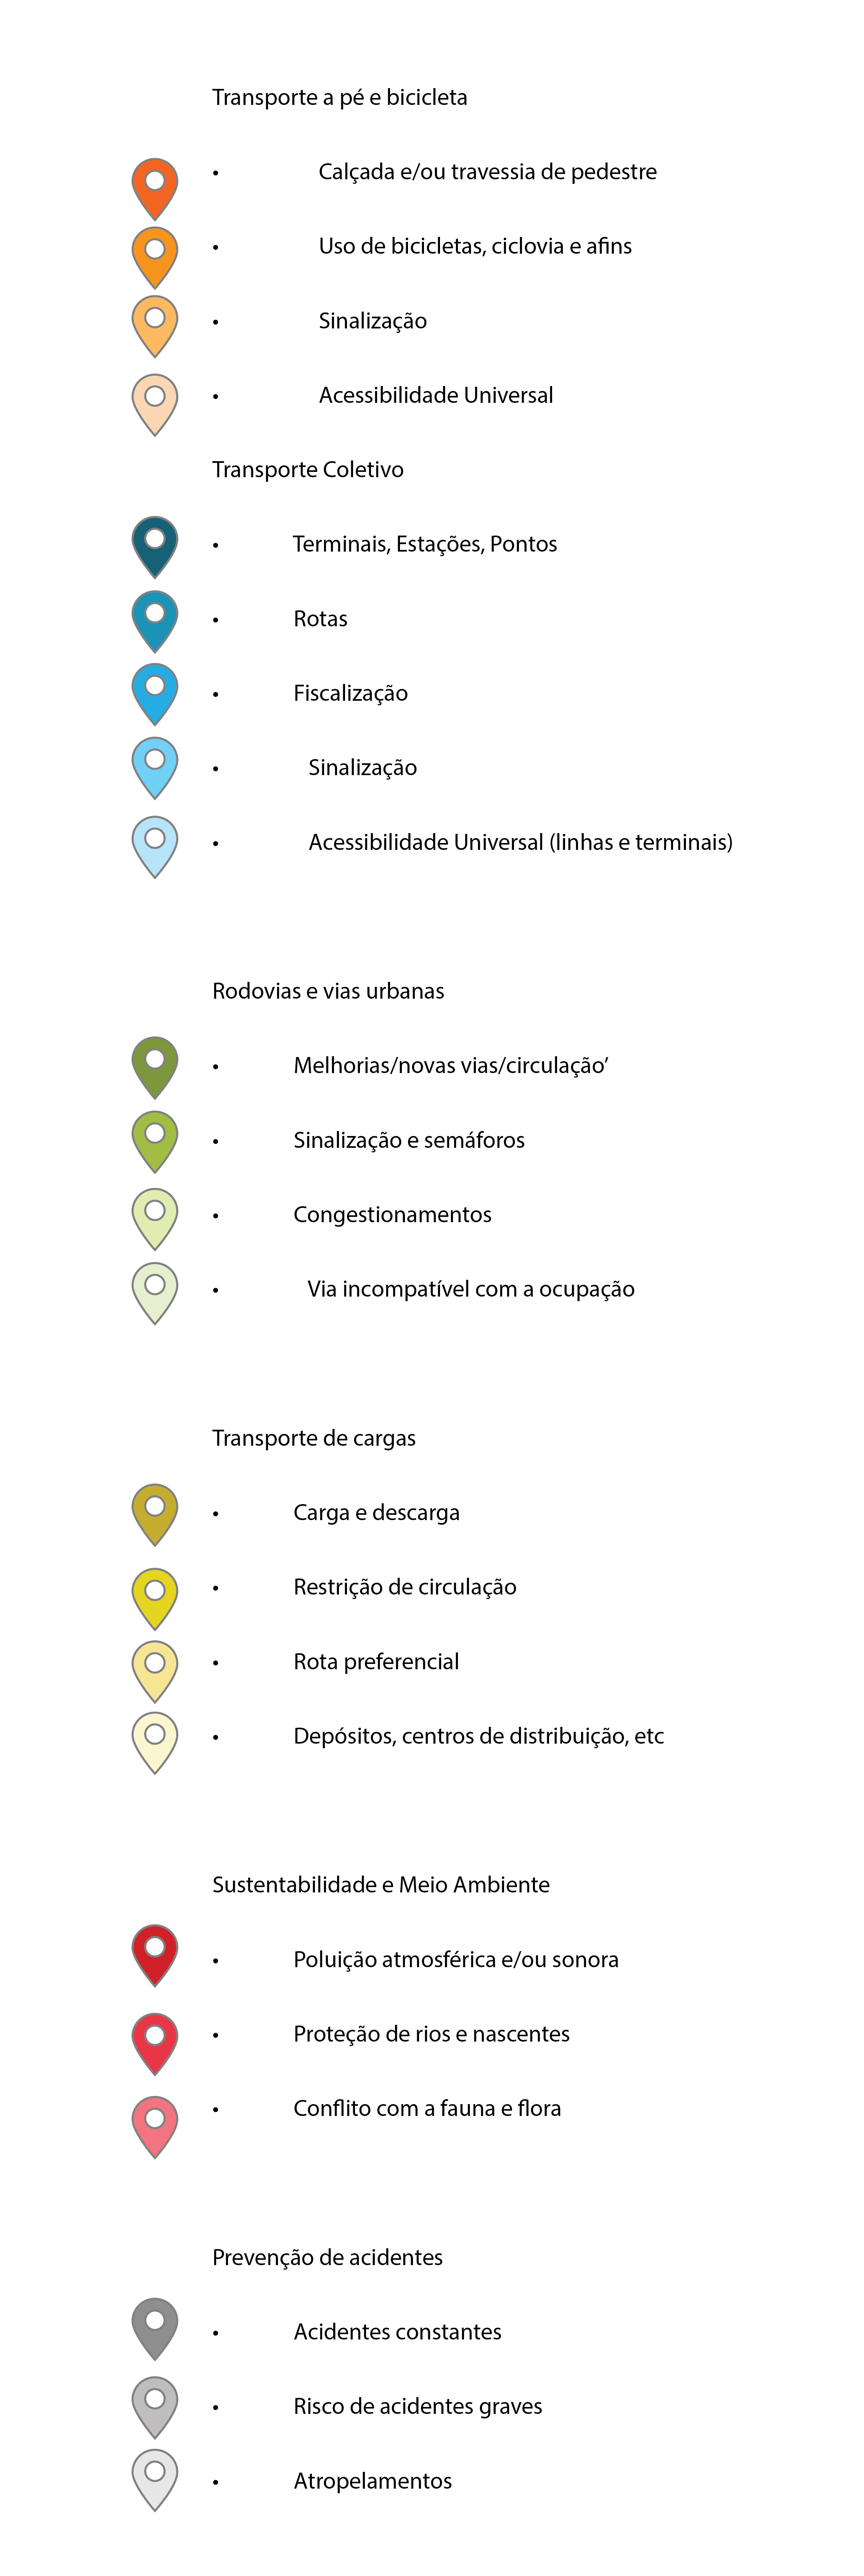 Transporte a pé e bicicleta
• Calçada e/ou travessia de pedestre
• Uso de bicicletas, ciclovia e afins
• Sinalização
• Acessibilidade Universal
Transporte Coletivo
• Terminais, Estações, Pontos
• Rotas
• Fiscalização
• Sinalização
• Acessibilidade Universal (linhas e terminais)
Rodovias e vias urbanas
• Melhorias/novas vias/circulação’
• Sinalização e semáforos
• Congestionamentos
• Via incompatível com a ocupação
Transporte de cargas
• Carga e descarga
• Restrição de circulação
• Rota preferencial
• Depósitos, centros de distribuição, etc
Sustentabilidade e Meio Ambiente
• Poluição atmosférica e/ou sonora
• Proteção de rios e nascentes
• Conflito com a fauna e flora
Prevenção de acidentes
• Acidentes constantes
• Risco de acidentes graves
• Atropelamentos